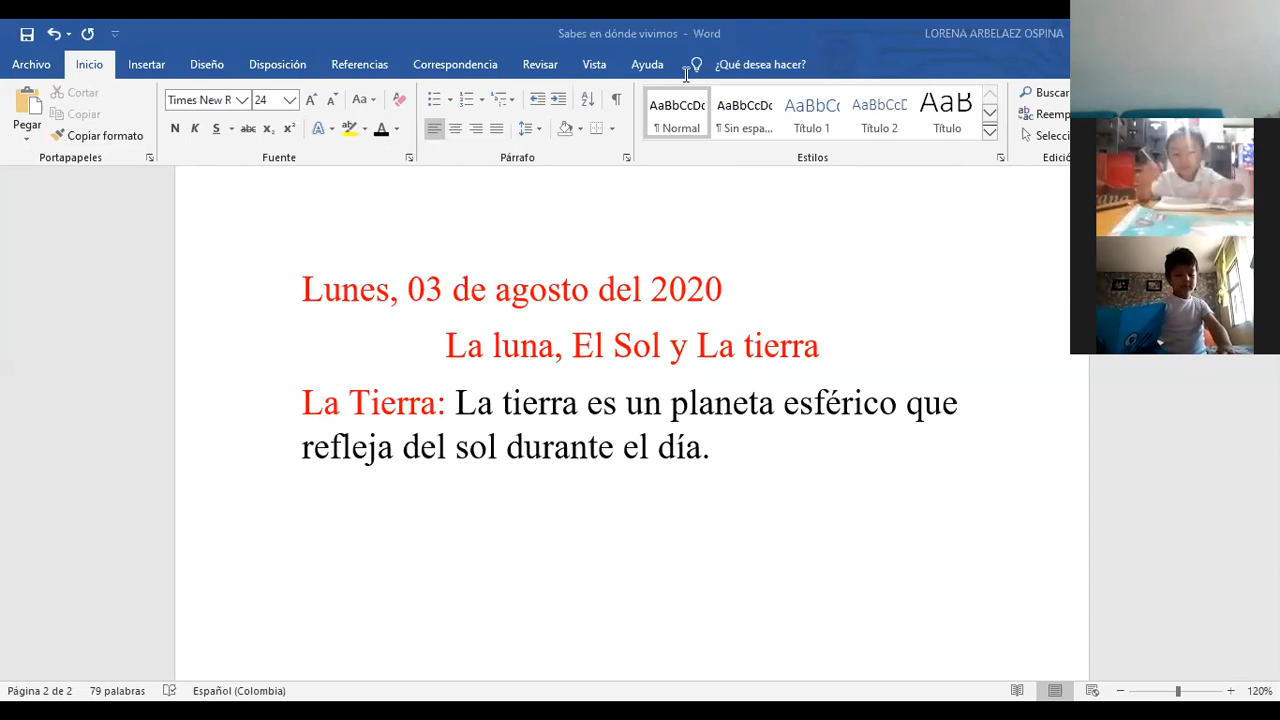 Sabes en dónde vivimos - Word
LORENA ARBELAEZ OSPINA
Archivo Inicio Insertar Diseño Disposición Referencias Correspondencia Revisar Vista Ayuda ¿Qué desea hacer?
Pegar
Cortar
Copiar
Copiar formato
Portapapeles
Times New R 24
N K S abc x₂ x²
Fuente
Párrafo
AaBbCcDc AaBbCcDc AaBbCc AaBbCcD AaB
¶ Normal ¶ Sin espa... Título 1 Título 2 Título
Estilos
Buscar
Reemp
Selecci
Edició
Lunes, 03 de agosto del 2020
La luna, El Sol y La tierra
La Tierra: La tierra es un planeta esférico que
refleja del sol durante el día.
Página 2 de 2 79 palabras Español (Colombia) 120%